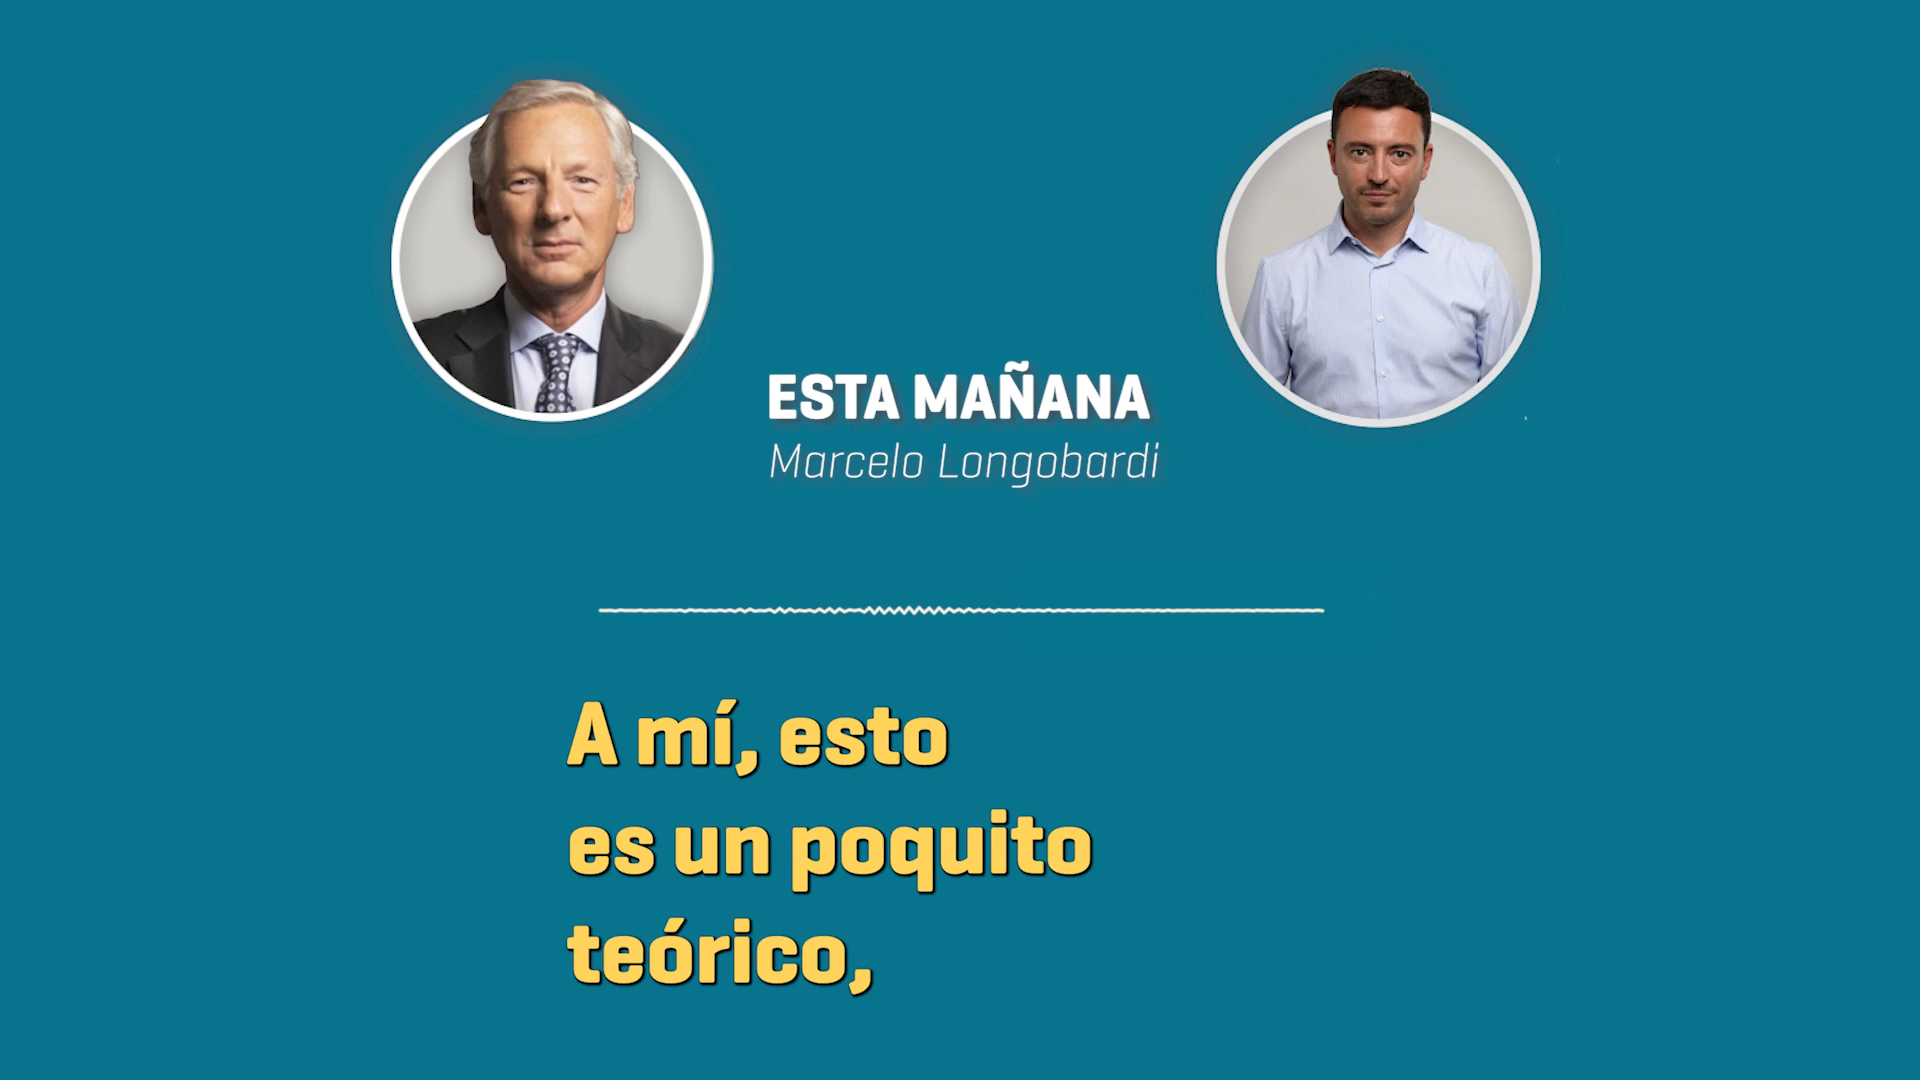 ESTA MAÑANA
Marcelo Longobardi
A mí, esto
es un poquito
teórico,